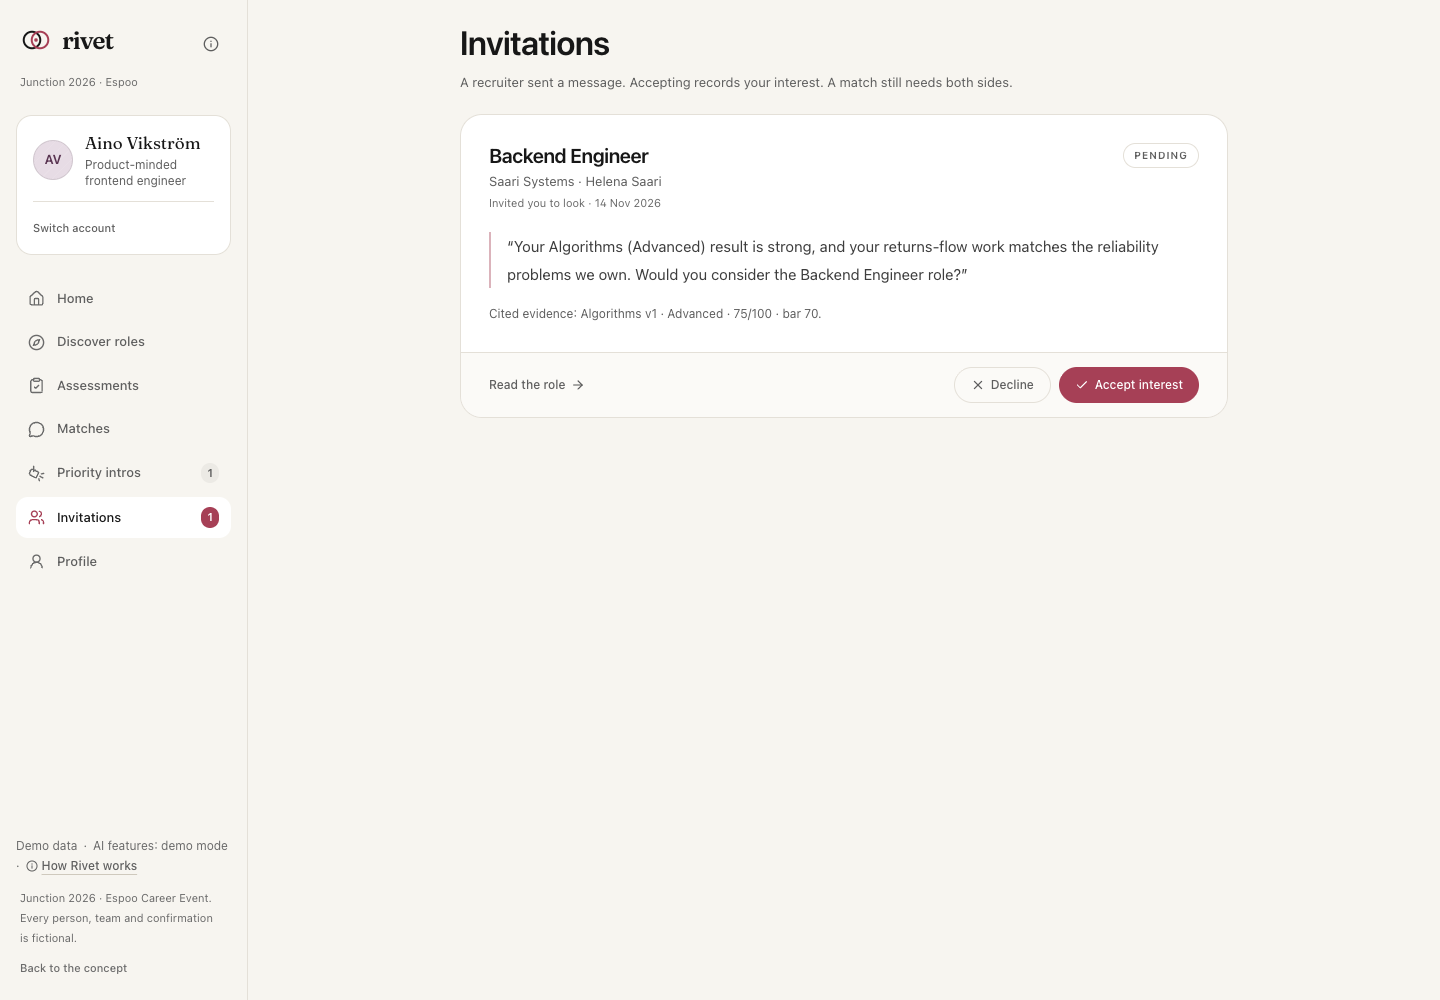 rivet
Junction 2026 · Espoo
AV
Aino Vikström
Product-minded
frontend engineer
Switch account
Home
Discover roles
Assessments
Matches
Priority intros 1
Invitations 1
Profile
Demo data · AI features: demo mode
· How Rivet works
Junction 2026 · Espoo Career Event.
Every person, team and confirmation
is fictional.
Back to the concept
Invitations
A recruiter sent a message. Accepting records your interest. A match still needs both sides.
Backend Engineer
PENDING
Saari Systems · Helena Saari
Invited you to look · 14 Nov 2026
“Your Algorithms (Advanced) result is strong, and your returns-flow work matches the reliability
problems we own. Would you consider the Backend Engineer role?”
Cited evidence: Algorithms v1 · Advanced · 75/100 · bar 70.
Read the role →
Decline
Accept interest